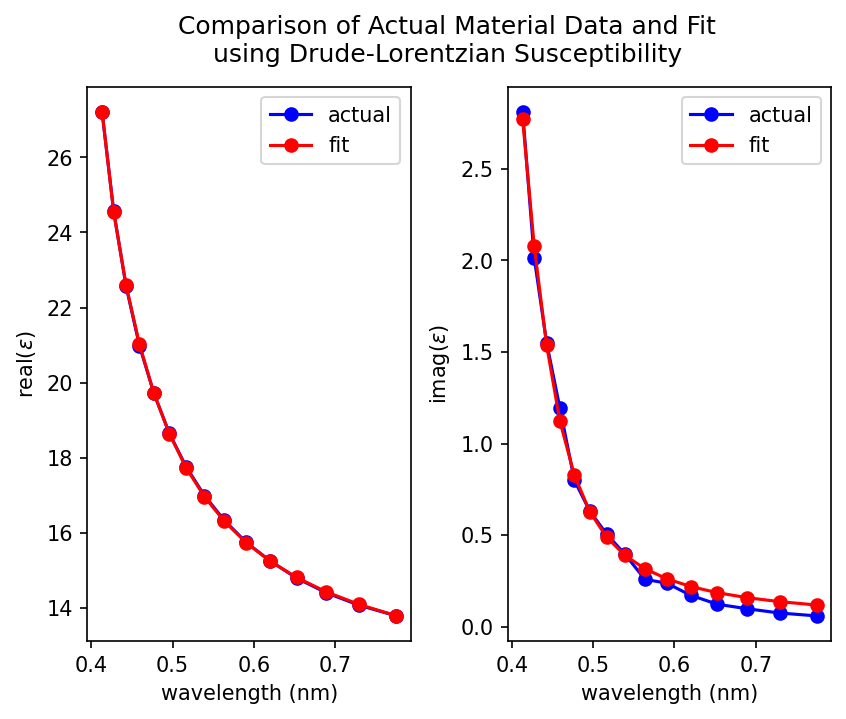 Comparison of Actual Material Data and Fit
using Drude-Lorentzian Susceptibility
actual
fit
real(ε)
26
24
22
20
18
16
14
0.4
0.5
0.6
0.7
wavelength (nm)
actual
fit
imag(ε)
2.5
2.0
1.5
1.0
0.5
0.0
0.4
0.5
0.6
0.7
wavelength (nm)